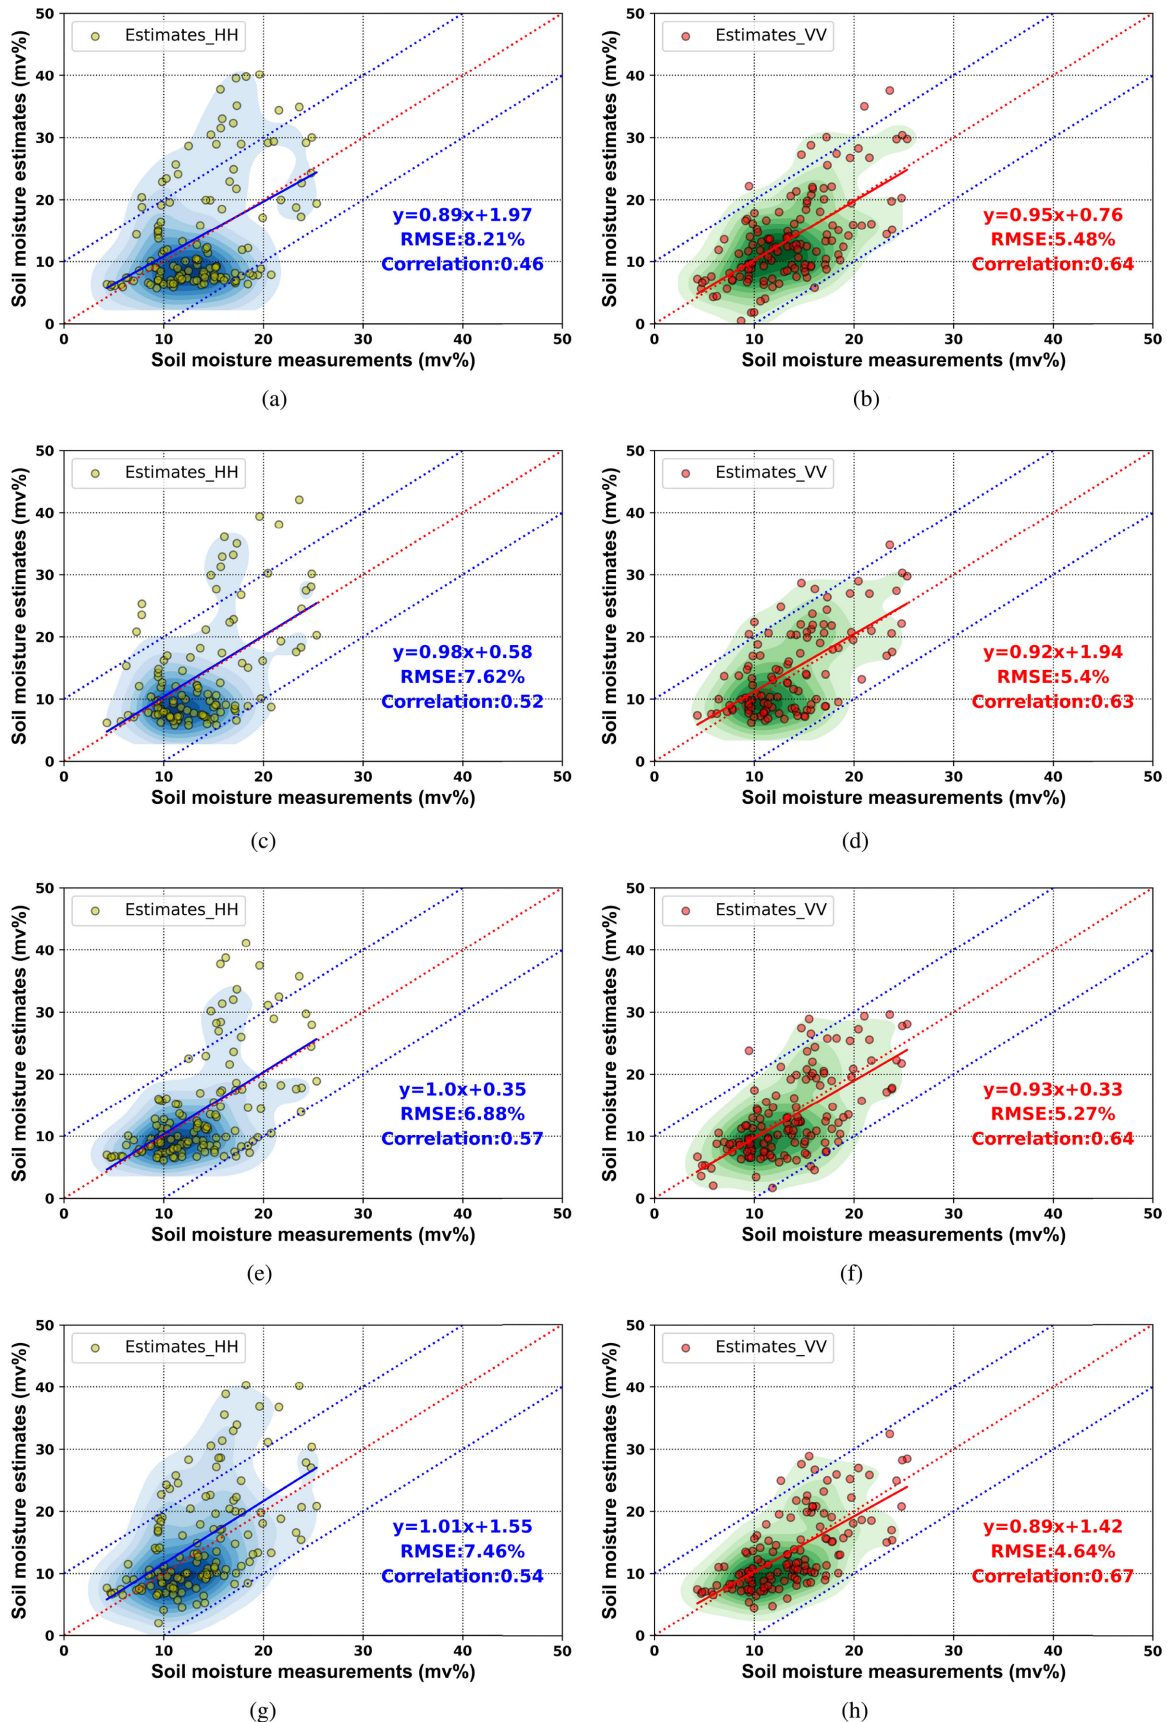 Estimates_HH
Soil moisture estimates (mv%)
50
40
30
20
10
0
y=0.89x+1.97
RMSE:8.21%
Correlation:0.46
0 10 20 30 40 50
Soil moisture measurements (mv%)
(a)
Estimates_VV
Soil moisture estimates (mv%)
50
40
30
20
10
0
y=0.95x+0.76
RMSE:5.48%
Correlation:0.64
0 10 20 30 40 50
Soil moisture measurements (mv%)
(b)
Estimates_HH
Soil moisture estimates (mv%)
50
40
30
20
10
0
y=0.98x+0.58
RMSE:7.62%
Correlation:0.52
0 10 20 30 40 50
Soil moisture measurements (mv%)
(c)
Estimates_VV
Soil moisture estimates (mv%)
50
40
30
20
10
0
y=0.92x+1.94
RMSE:5.4%
Correlation:0.63
0 10 20 30 40 50
Soil moisture measurements (mv%)
(d)
Estimates_HH
Soil moisture estimates (mv%)
50
40
30
20
10
0
y=1.0x+0.35
RMSE:6.88%
Correlation:0.57
0 10 20 30 40 50
Soil moisture measurements (mv%)
(e)
Estimates_VV
Soil moisture estimates (mv%)
50
40
30
20
10
0
y=0.93x+0.33
RMSE:5.27%
Correlation:0.64
0 10 20 30 40 50
Soil moisture measurements (mv%)
(f)
Estimates_HH
Soil moisture estimates (mv%)
50
40
30
20
10
0
y=1.01x+1.55
RMSE:7.46%
Correlation:0.54
0 10 20 30 40 50
Soil moisture measurements (mv%)
(g)
Estimates_VV
Soil moisture estimates (mv%)
50
40
30
20
10
0
y=0.89x+1.42
RMSE:4.64%
Correlation:0.67
0 10 20 30 40 50
Soil moisture measurements (mv%)
(h)